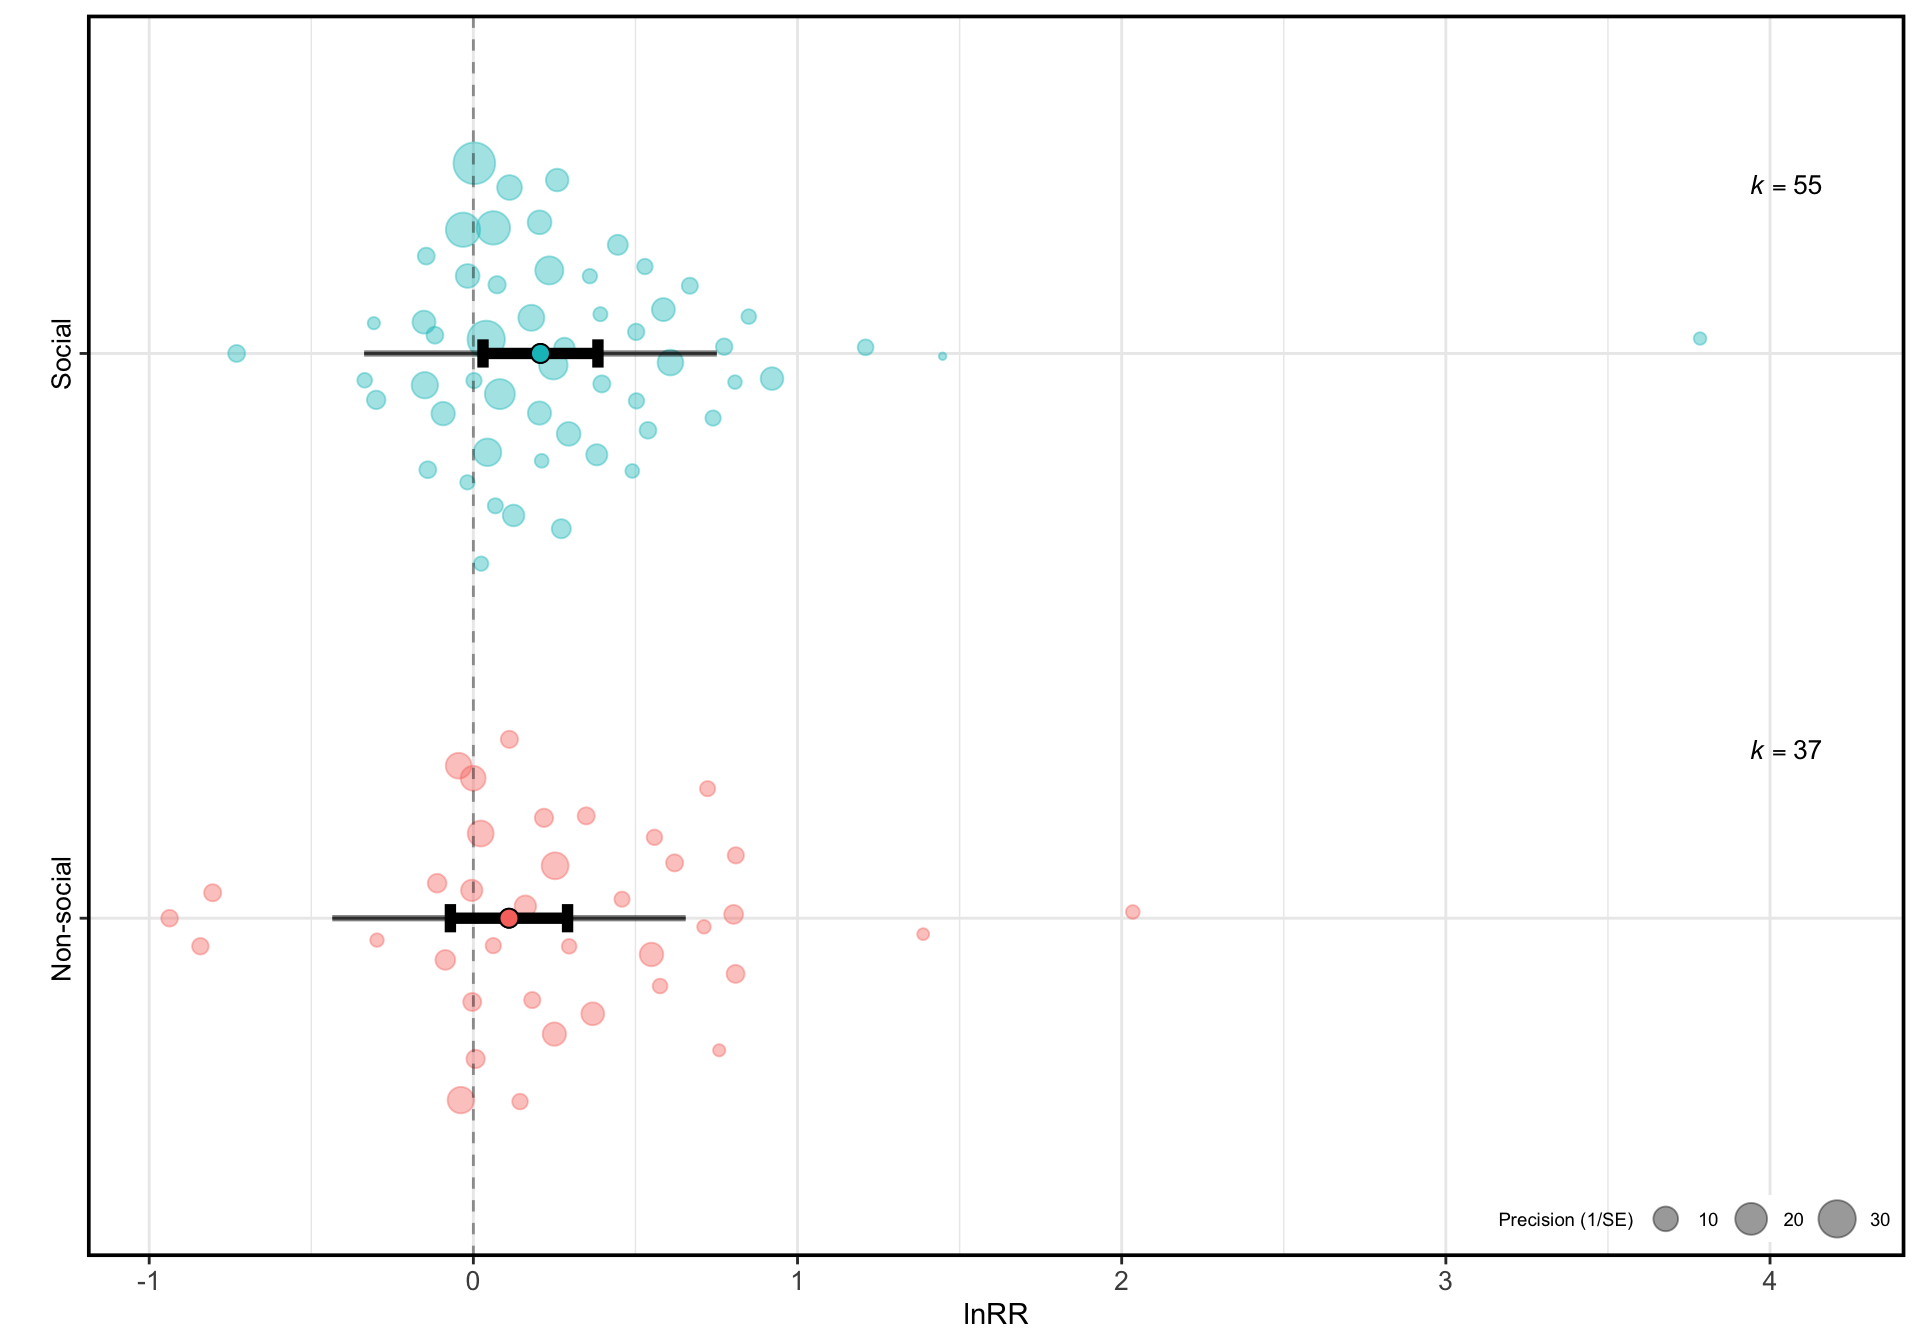 k = 55
Social
k = 37
Non-social
Precision (1/SE) 10 20 30
-1 0 1 2 3 4
lnRR